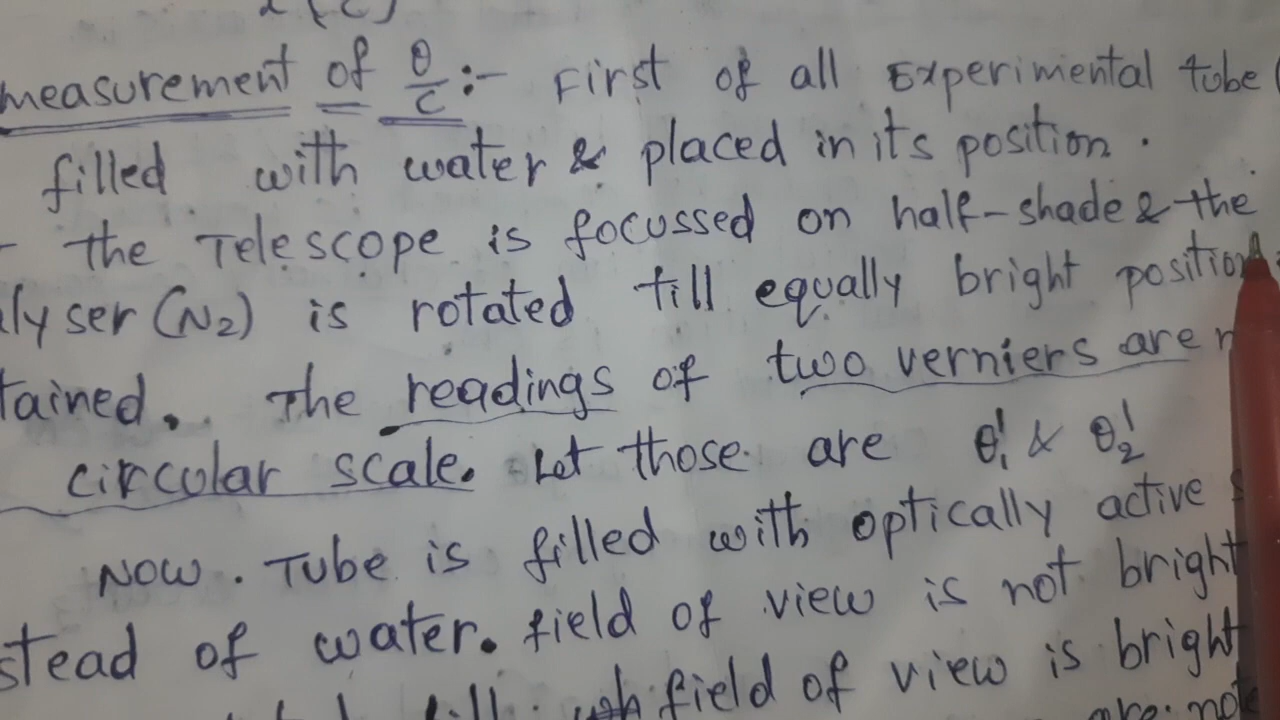 measurement of θ/c :- First of all Experimental tube
filled with water & placed in its position.
- the Telescope is focussed on half-shade & the
lyser (N₂) is rotated till equally bright position
tained. The readings of two verniers are
circular scale. Let those are θ₁' & θ₂'
Now. Tube is filled with optically active
stead of water. field of view is not bright
field of view is bright
are not